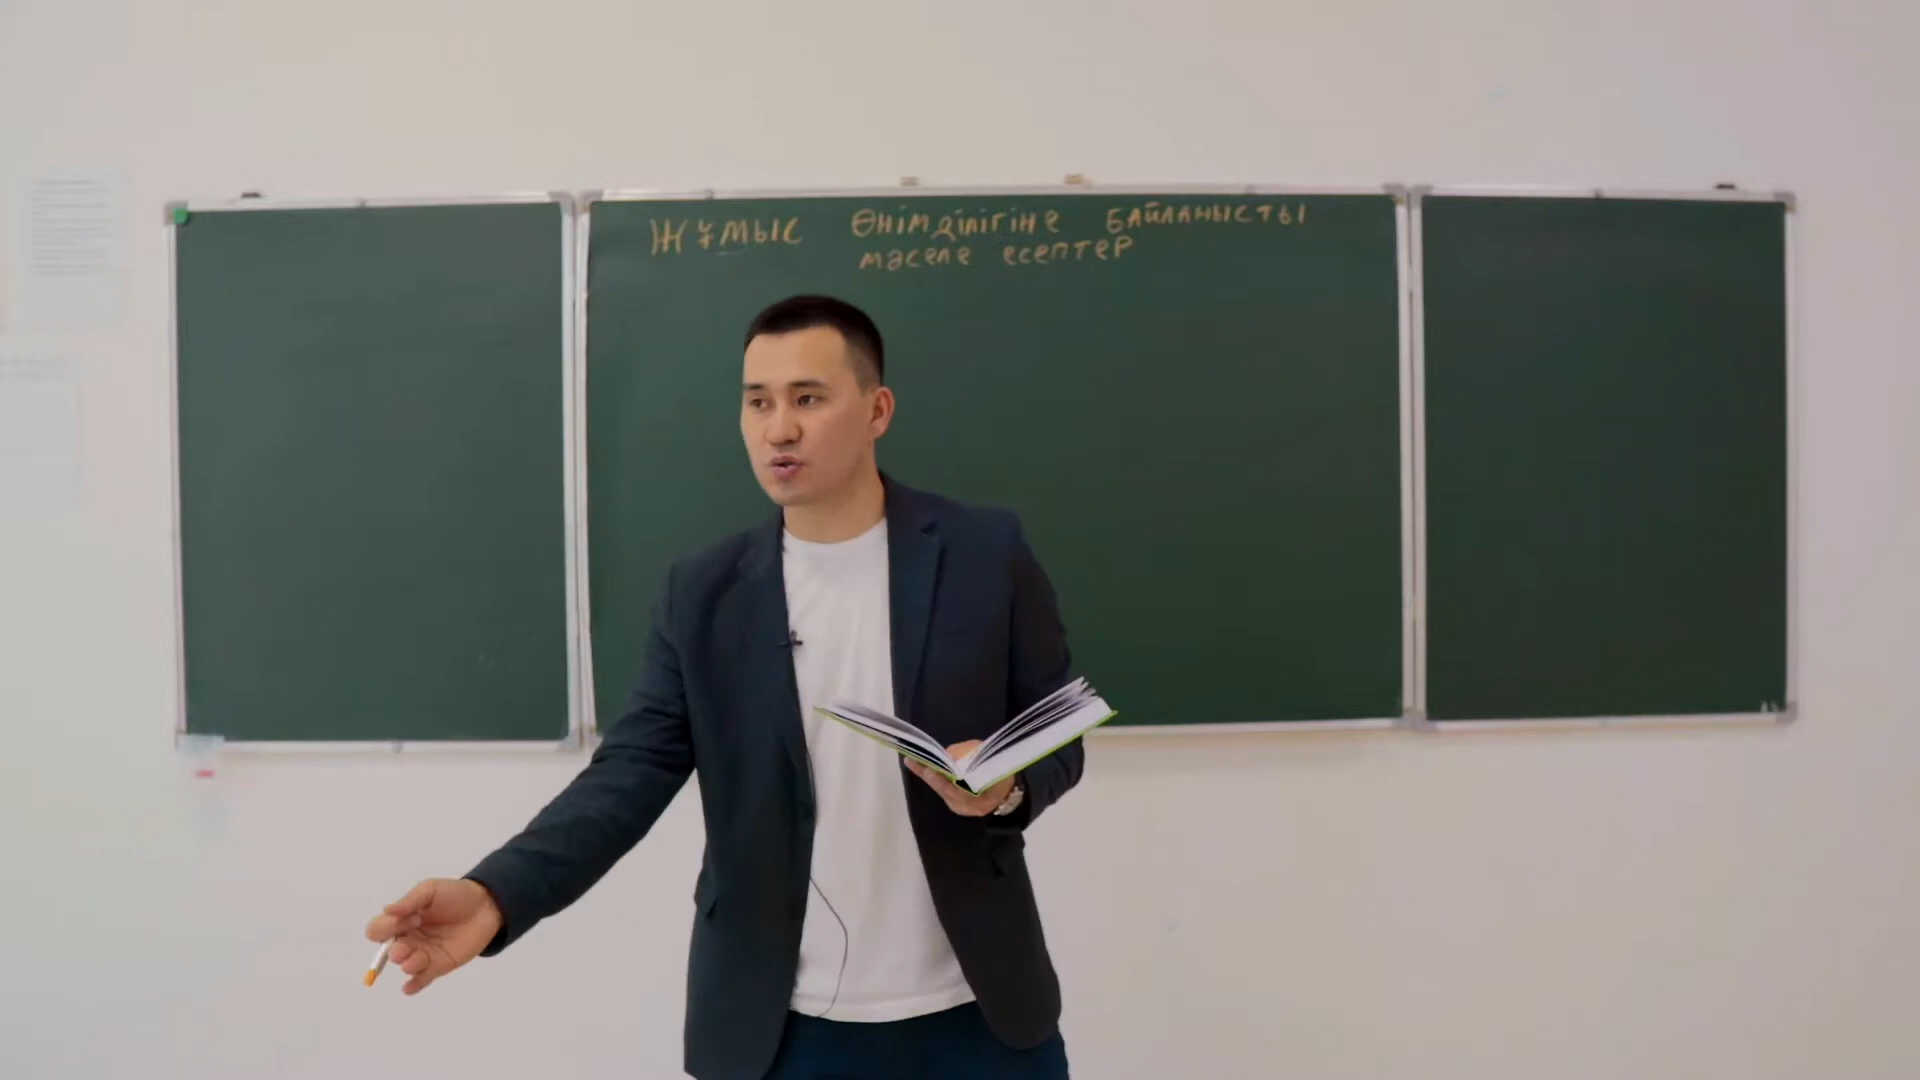 Жұмыс өнімділігіне байланысты
мәселе есептер